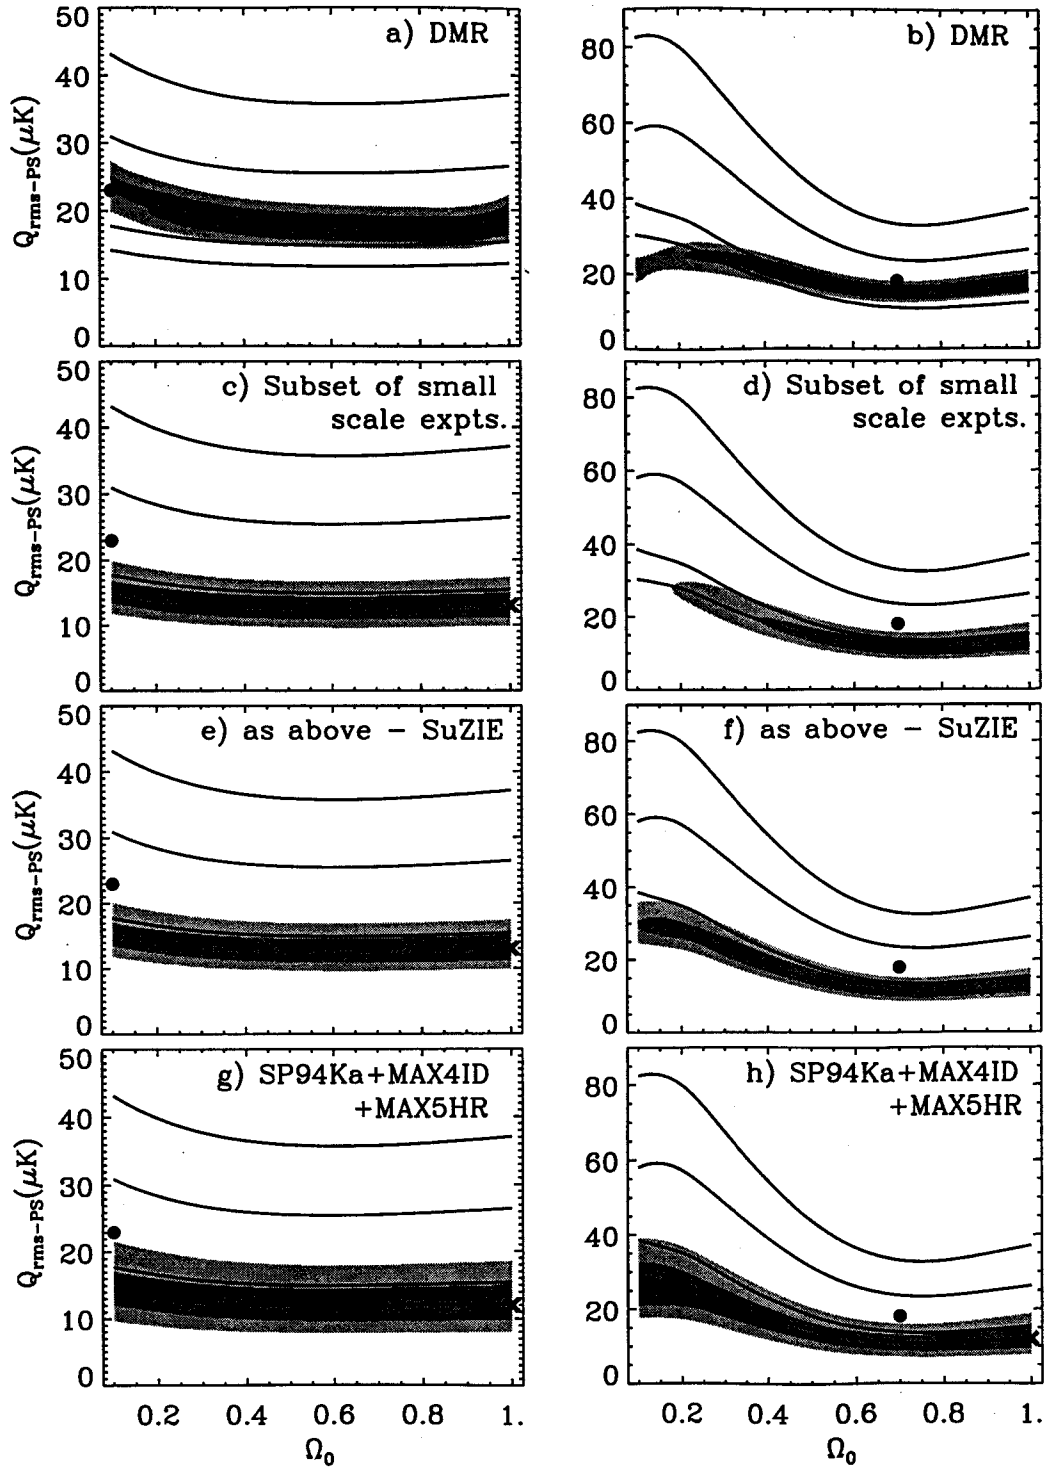 a) DMR
50
40
30
20
10
0
Q_rms-PS(μK)
b) DMR
80
60
40
20
0
c) Subset of small
scale expts.
50
40
30
20
10
0
Q_rms-PS(μK)
d) Subset of small
scale expts.
80
60
40
20
0
e) as above − SuZIE
50
40
30
20
10
0
Q_rms-PS(μK)
f) as above − SuZIE
80
60
40
20
0
g) SP94Ka+MAX4ID
+MAX5HR
50
40
30
20
10
0
Q_rms-PS(μK)
0.2 0.4 0.6 0.8 1.
Ω₀
h) SP94Ka+MAX4ID
+MAX5HR
80
60
40
20
0
0.2 0.4 0.6 0.8 1.
Ω₀